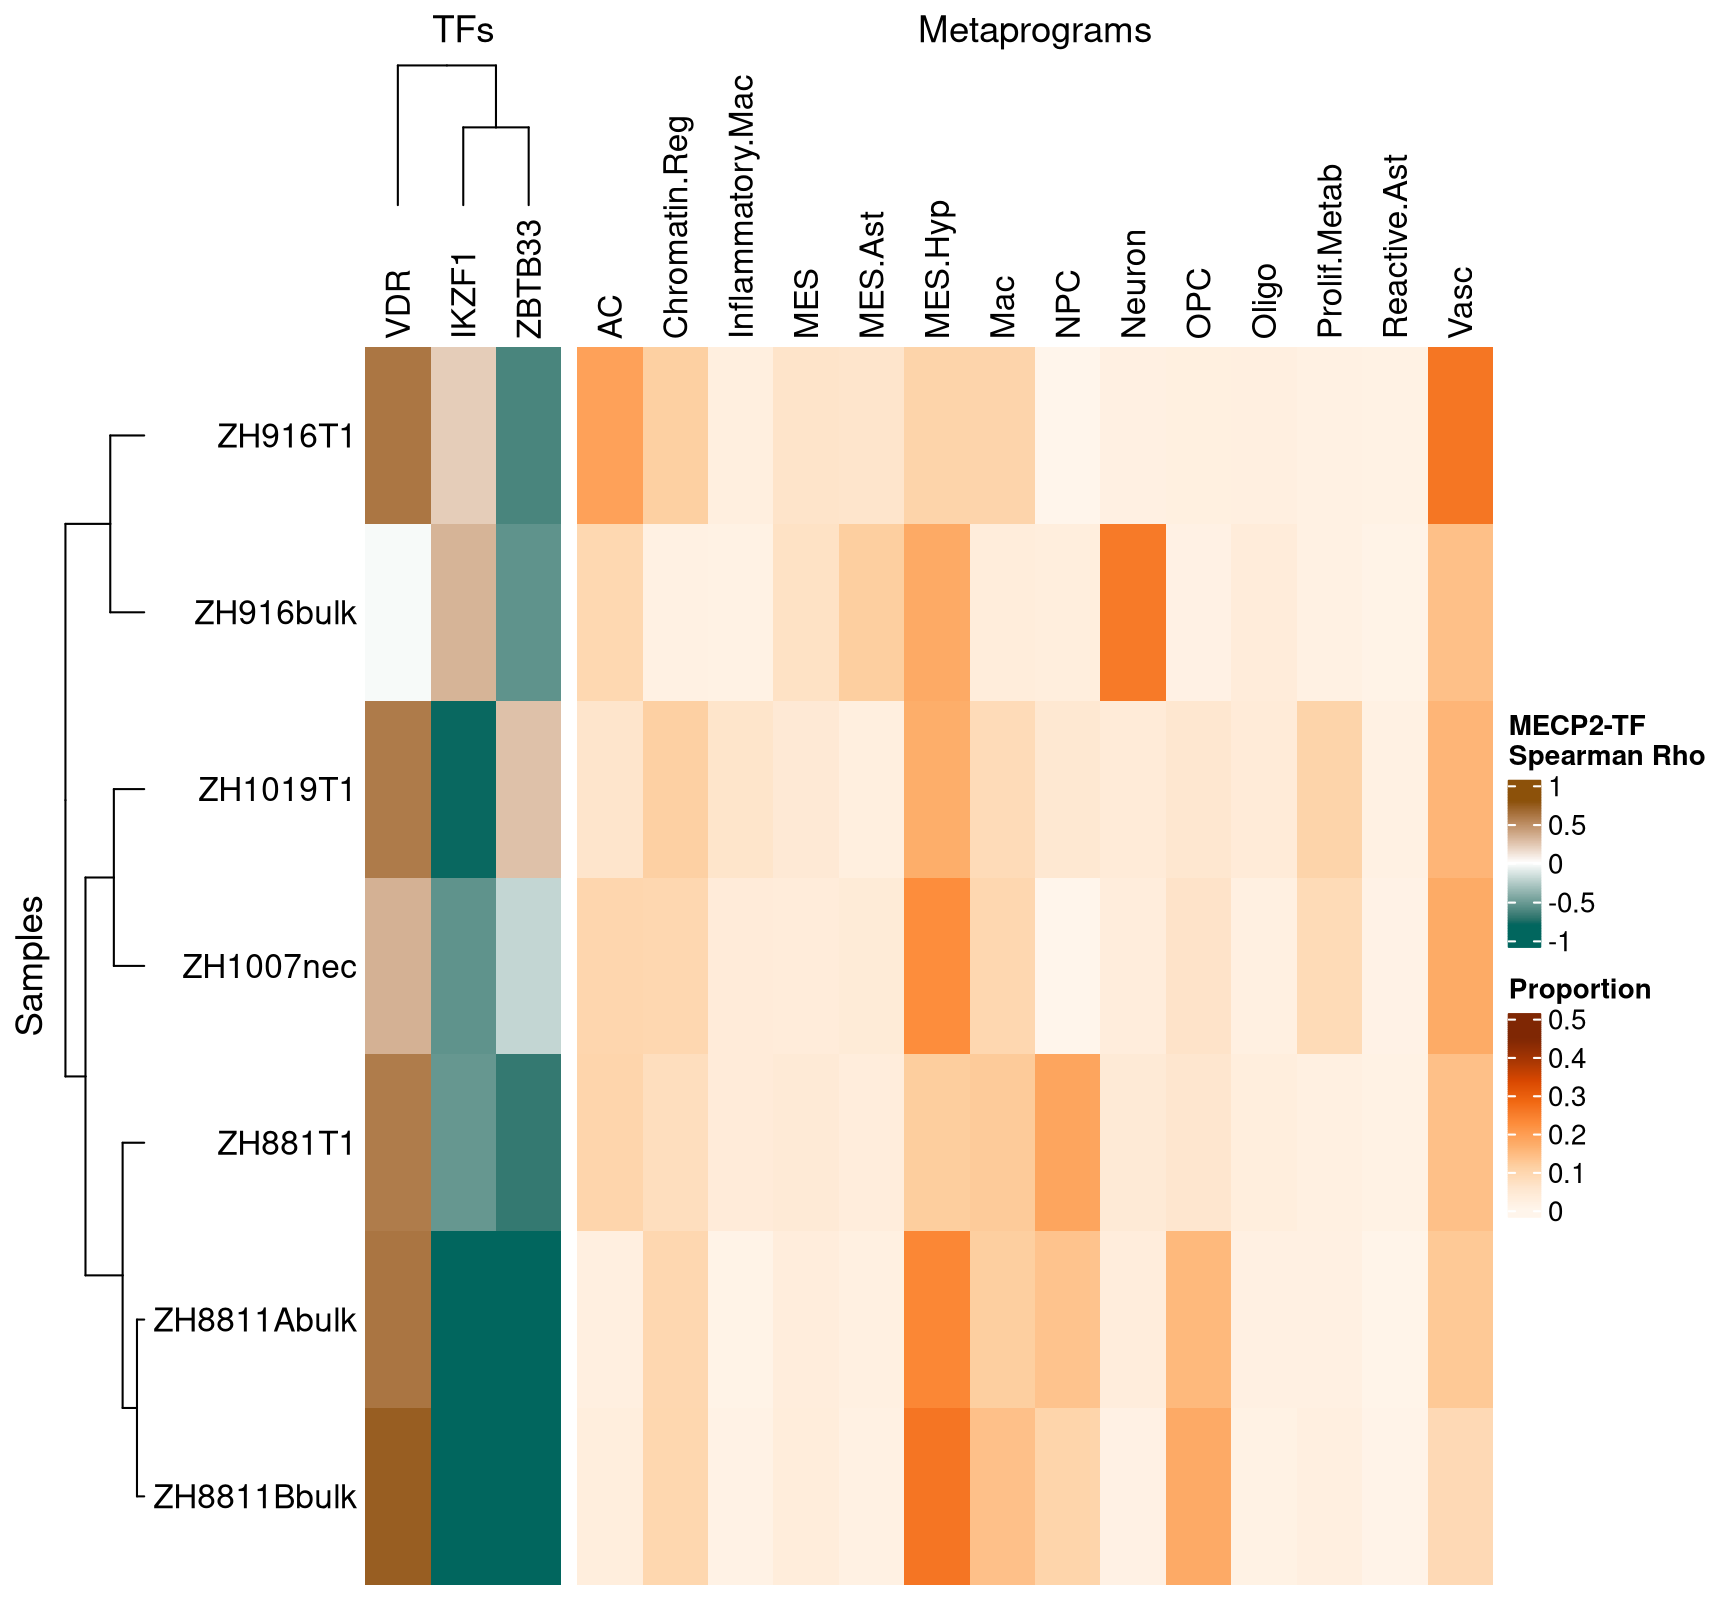 TFs
Metaprograms
VDR
IKZF1
ZBTB33
AC
Chromatin.Reg
Inflammatory.Mac
MES
MES.Ast
MES.Hyp
Mac
NPC
Neuron
OPC
Oligo
Prolif.Metab
Reactive.Ast
Vasc
Samples
ZH916T1
ZH916bulk
ZH1019T1
ZH1007nec
ZH881T1
ZH8811Abulk
ZH8811Bbulk
MECP2-TF
Spearman Rho
1
0.5
0
-0.5
-1
Proportion
0.5
0.4
0.3
0.2
0.1
0